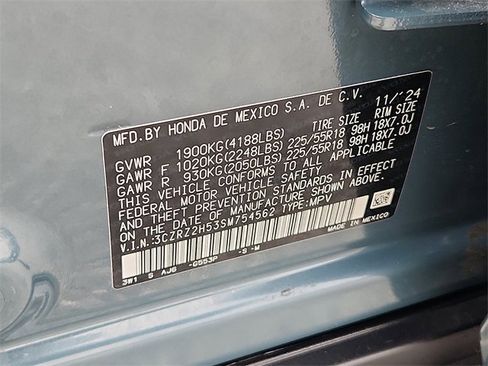 MFD.BY HONDA DE MEXICO S.A. DE C.V. 11/'24
TIRE SIZE RIM SIZE
GVWR 1900KG(4188LBS)
GAWR F 1020KG(2248LBS) 225/55R18 98H 18X7.0J
GAWR R 930KG(2050LBS) 225/55R18 98H 18X7.0J
THIS VEHICLE CONFORMS TO ALL APPLICABLE
FEDERAL MOTOR VEHICLE SAFETY
AND THEFT PREVENTION STANDARDS
IN EFFECT ON THE DATE OF MANUFACTURE
SHOWN ABOVE.
V.I.N.:3CZRZ2H53SM754562 TYPE:MPV
MADE IN MEXICO
3W1 S AJ6 -G553P -S -M